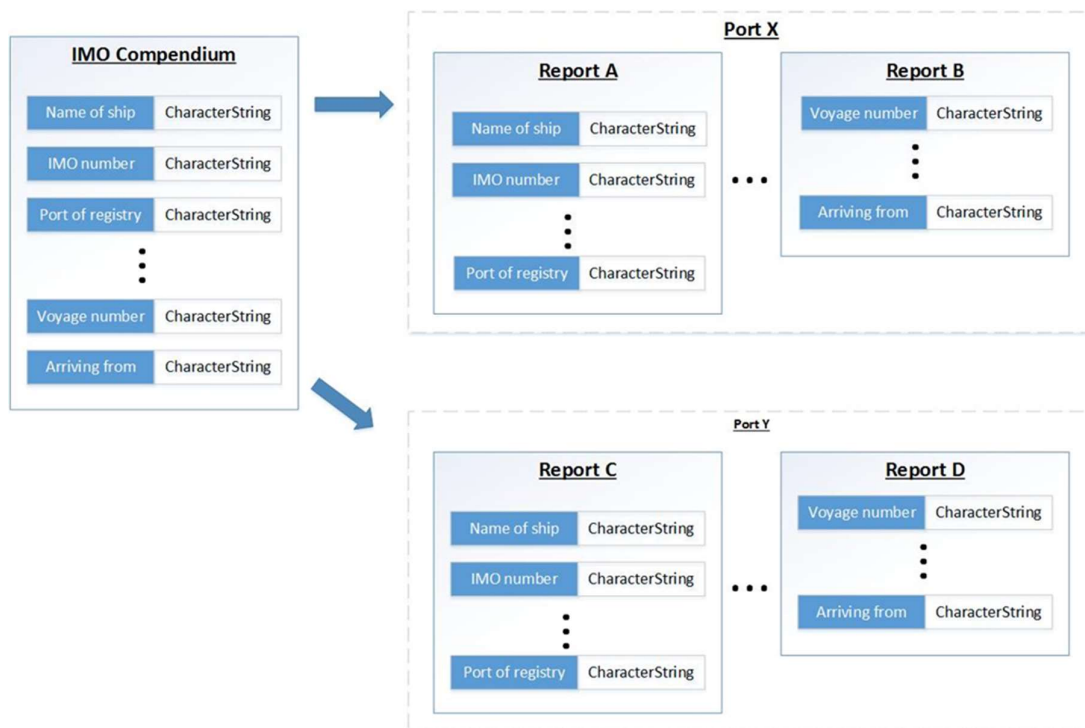 IMO Compendium
Name of ship CharacterString
IMO number CharacterString
Port of registry CharacterString
Voyage number CharacterString
Arriving from CharacterString
Port X
Report A
Name of ship CharacterString
IMO number CharacterString
Port of registry CharacterString
Report B
Voyage number CharacterString
Arriving from CharacterString
Port Y
Report C
Name of ship CharacterString
IMO number CharacterString
Port of registry CharacterString
Report D
Voyage number CharacterString
Arriving from CharacterString